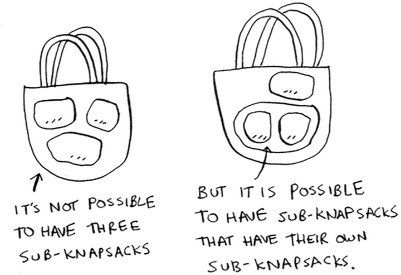 IT'S NOT POSSIBLE
TO HAVE THREE
SUB-KNAPSACKS
BUT IT IS POSSIBLE
TO HAVE SUB-KNAPSACKS
THAT HAVE THEIR OWN
SUB-KNAPSACKS.